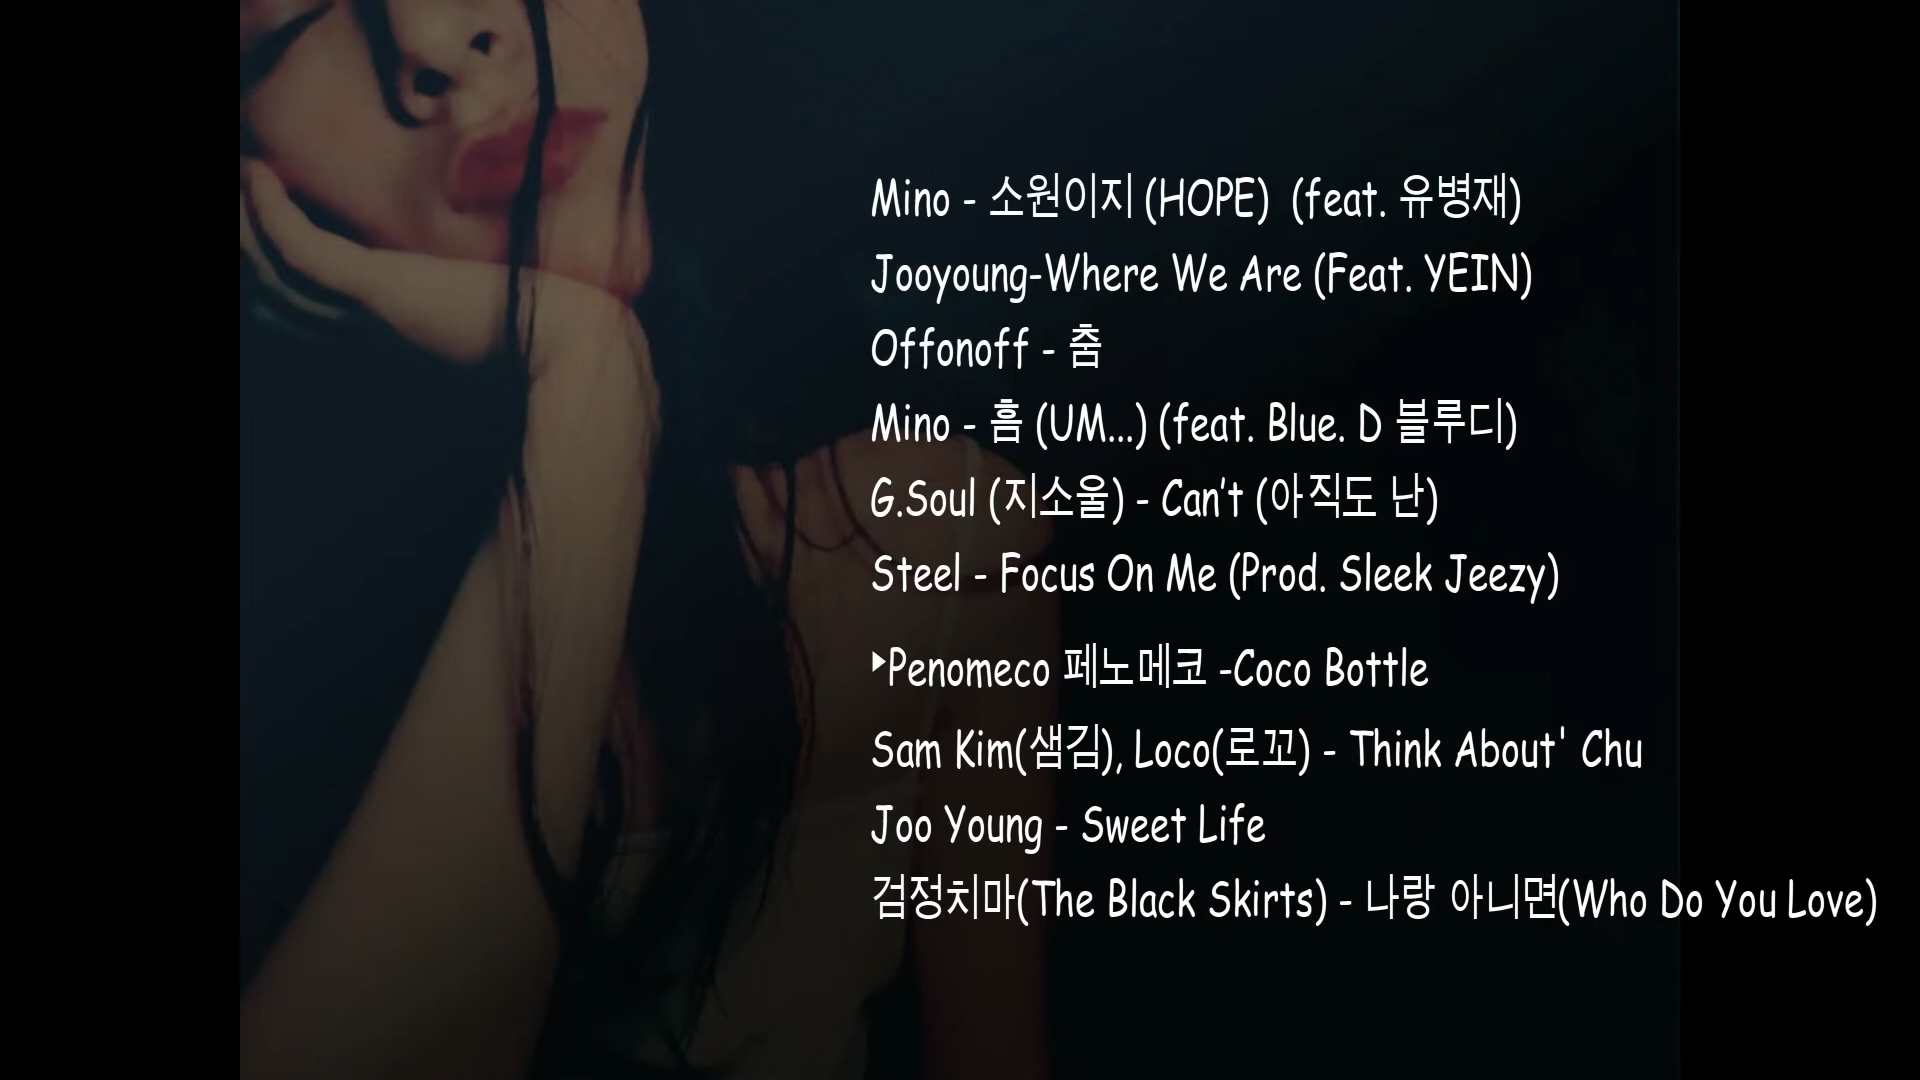 Mino - 소원이지 (HOPE)  (feat. 유병재)
Jooyoung-Where We Are (Feat. YEIN)
Offonoff - 춤
Mino - 흠 (UM...) (feat. Blue. D 블루디)
G.Soul (지소울) - Can't (아직도 난)
Steel - Focus On Me (Prod. Sleek Jeezy)
▶Penomeco 페노메코 -Coco Bottle
Sam Kim(샘김), Loco(로꼬) - Think About' Chu
Joo Young - Sweet Life
검정치마(The Black Skirts) - 나랑 아니면(Who Do You Love)